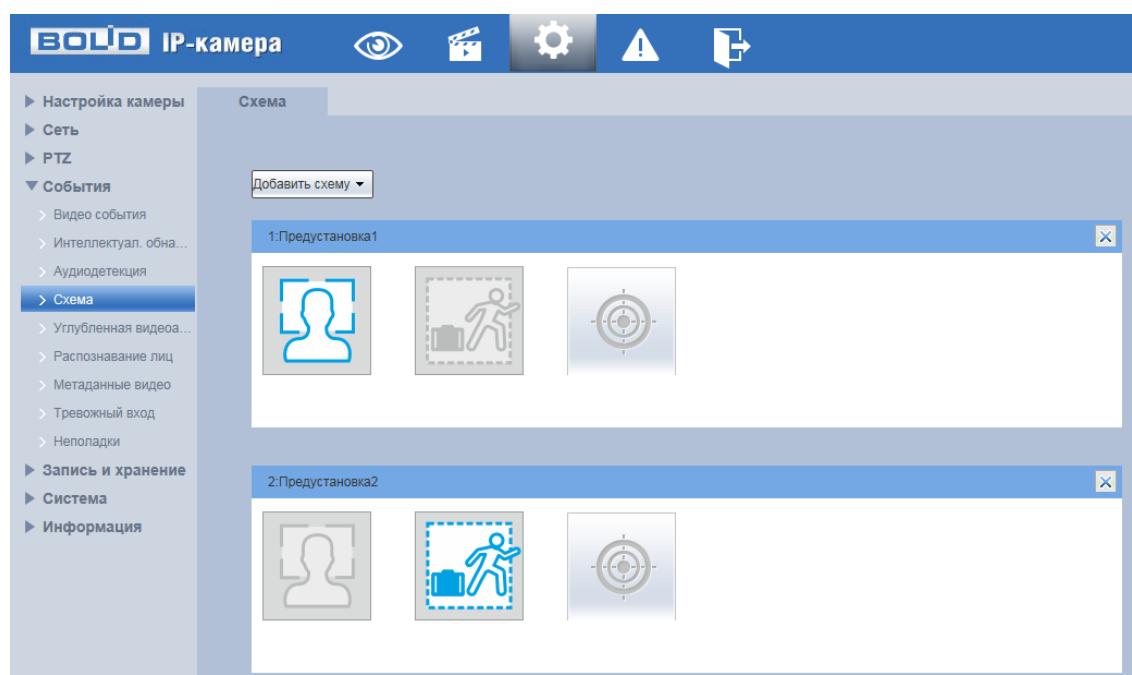 BOLID IP-камера
Настройка камеры
Сеть
PTZ
События
Видео события
Интеллектуал. обна...
Аудиодетекция
Схема
Углубленная видеоа...
Распознавание лиц
Метаданные видео
Тревожный вход
Неполадки
Запись и хранение
Система
Информация
Схема
Добавить схему
1:Предустановка1
2:Предустановка2